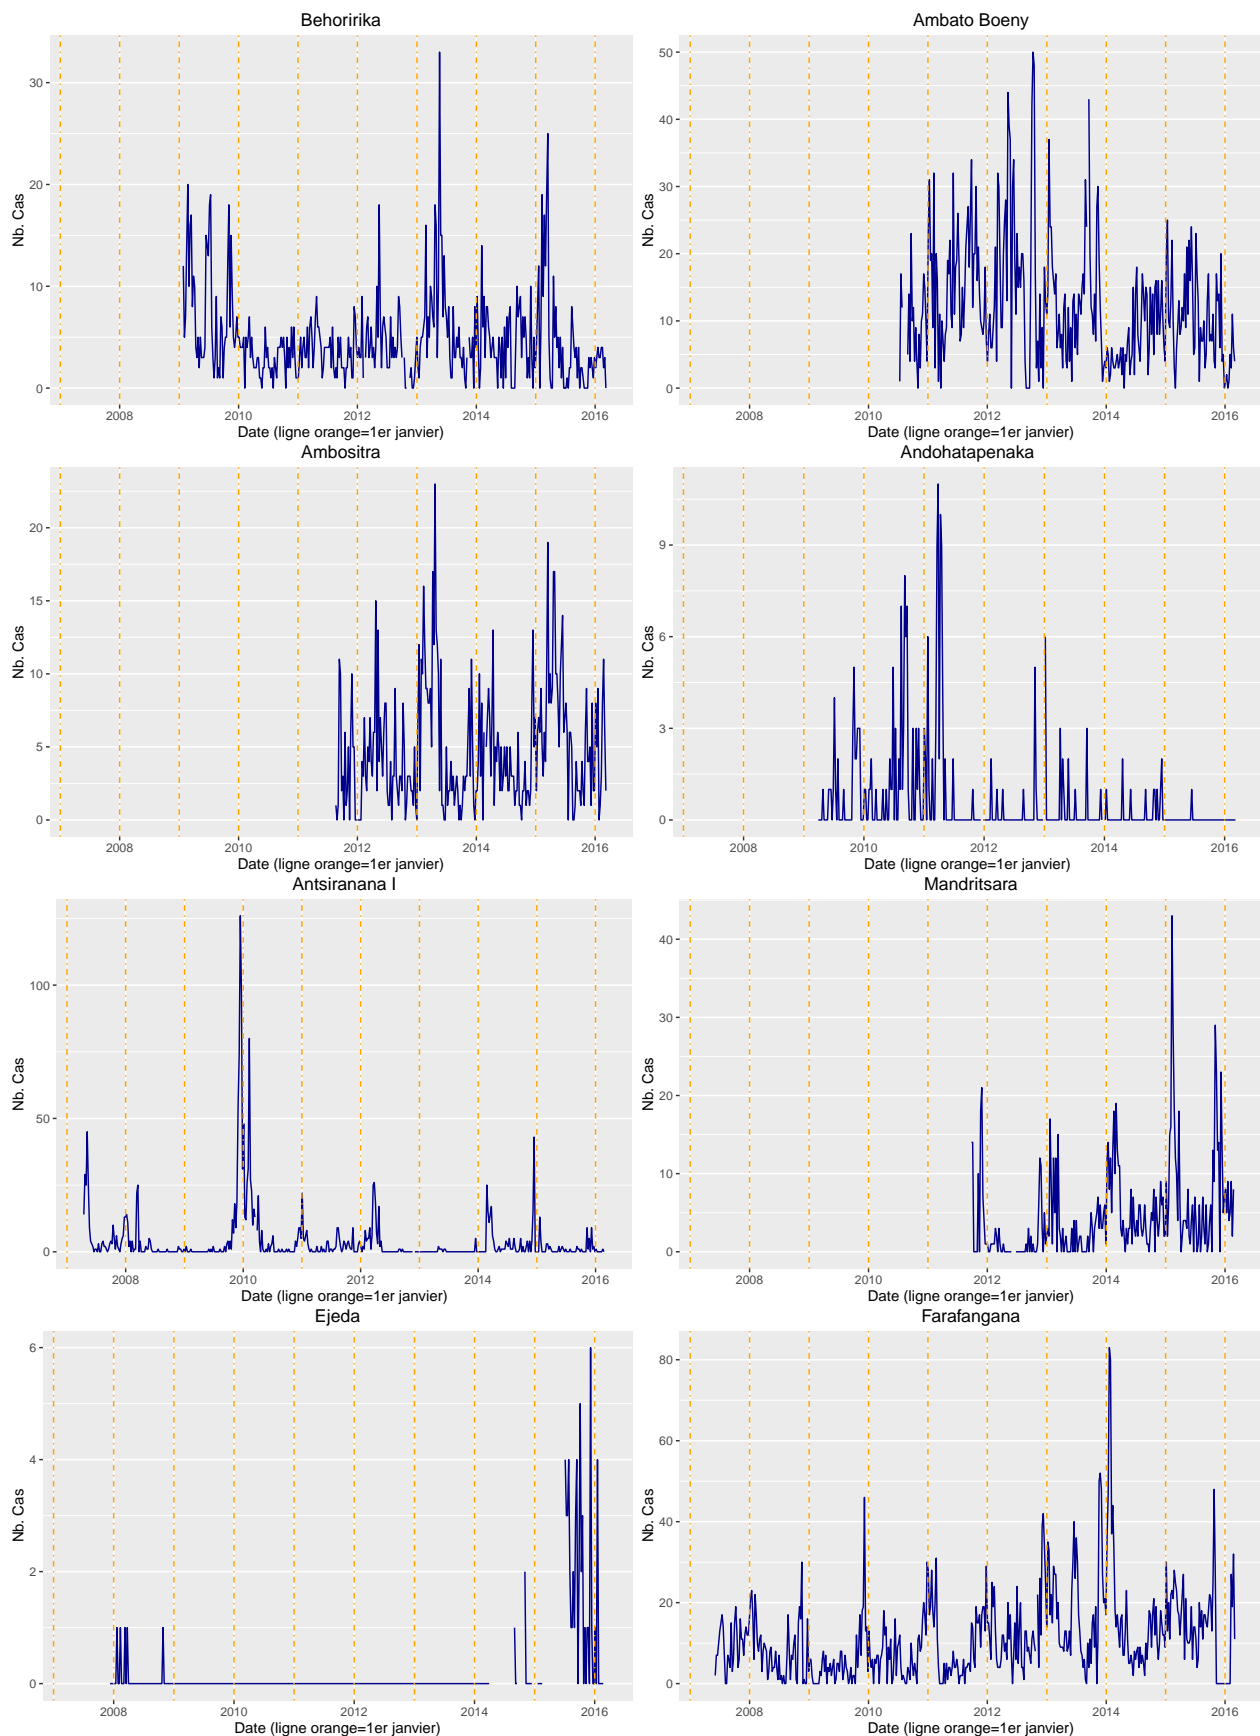 Behoririka
Nb. Cas
30
20
10
0
2008 2010 2012 2014 2016
Date (ligne orange=1er janvier)
Ambato Boeny
Nb. Cas
50
40
30
20
10
0
2008 2010 2012 2014 2016
Date (ligne orange=1er janvier)
Ambositra
Nb. Cas
20
15
10
5
0
2008 2010 2012 2014 2016
Date (ligne orange=1er janvier)
Andohatapenaka
Nb. Cas
9
6
3
0
2008 2010 2012 2014 2016
Date (ligne orange=1er janvier)
Antsiranana I
Nb. Cas
100
50
0
2008 2010 2012 2014 2016
Date (ligne orange=1er janvier)
Mandritsara
Nb. Cas
40
30
20
10
0
2008 2010 2012 2014 2016
Date (ligne orange=1er janvier)
Ejeda
Nb. Cas
6
4
2
0
2008 2010 2012 2014 2016
Date (ligne orange=1er janvier)
Farafangana
Nb. Cas
80
60
40
20
0
2008 2010 2012 2014 2016
Date (ligne orange=1er janvier)